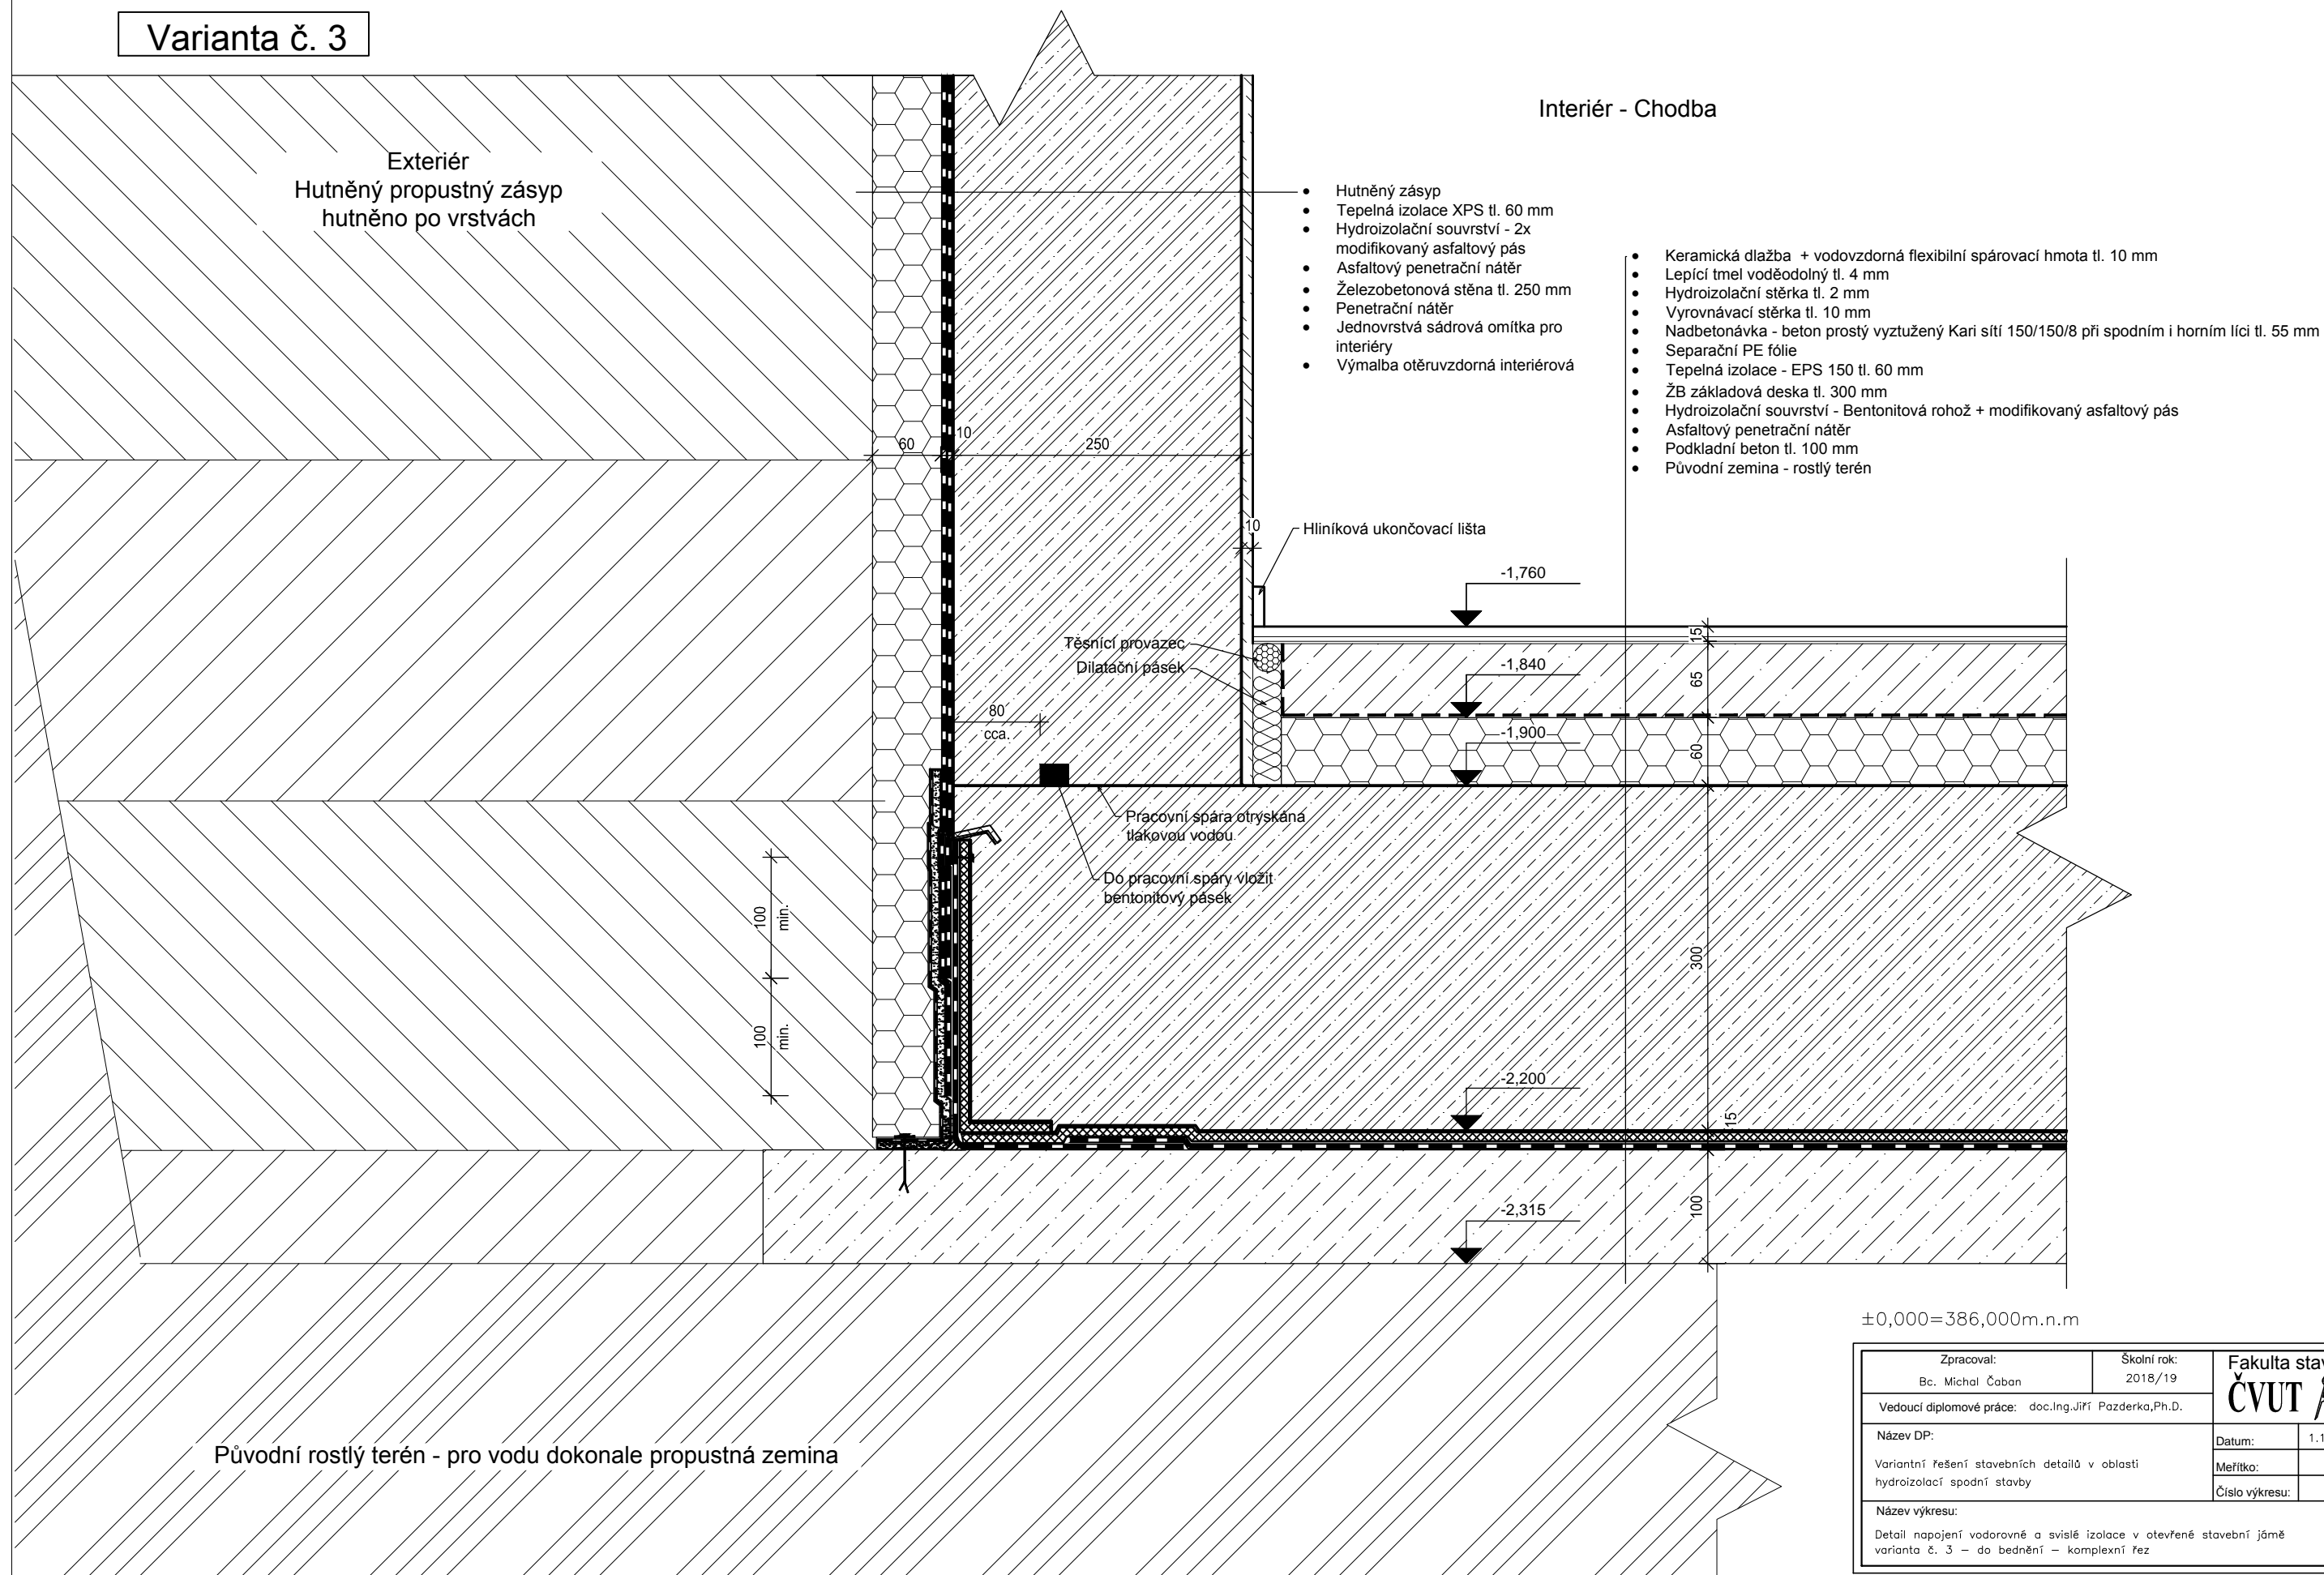 Varianta č. 3
Exteriér
Hutněný propustný zásyp
hutněno po vrstvách
Interiér - Chodba
• Hutněný zásyp
• Tepelná izolace XPS tl. 60 mm
• Hydroizolační souvrství - 2x
modifikovaný asfaltový pás
• Asfaltový penetrační nátěr
• Železobetonová stěna tl. 250 mm
• Penetrační nátěr
• Jednovrstvá sádrová omítka pro
interiéry
• Výmalba otěruvzdorná interiérová
• Keramická dlažba + vodovzdorná flexibilní spárovací hmota tl. 10 mm
• Lepící tmel voděodolný tl. 4 mm
• Hydroizolační stěrka tl. 2 mm
• Vyrovnávací stěrka tl. 10 mm
• Nadbetonávka - beton prostý vyztužený Kari sítí 150/150/8 při spodním i horním líci tl. 55 mm
• Separační PE fólie
• Tepelná izolace - EPS 150 tl. 60 mm
• ŽB základová deska tl. 300 mm
• Hydroizolační souvrství - Bentonitová rohož + modifikovaný asfaltový pás
• Asfaltový penetrační nátěr
• Podkladní beton tl. 100 mm
• Původní zemina - rostlý terén
60
10
250
10
Hliníková ukončovací lišta
-1,760
15
Těsnící provazec
Dilatační pásek
-1,840
65
80
cca.
-1,900
60
Pracovní spára otryskána
tlakovou vodou
Do pracovní spáry vložit
bentonitový pásek
100
min.
300
100
min.
-2,200
15
-2,315
100
±0,000=386,000m.n.m
Původní rostlý terén - pro vodu dokonale propustná zemina
Zpracoval:
Bc. Michal Čaban
Školní rok:
2018/19
Fakulta stav
ČVUT
Vedoucí diplomové práce: doc.Ing.Jiří Pazderka,Ph.D.
Název DP:
Variantní řešení stavebních detailů v oblasti
hydroizolací spodní stavby
Datum: 1.1
Meřítko:
Číslo výkresu:
Název výkresu:
Detail napojení vodorovné a svislé izolace v otevřené stavební jámě
varianta č. 3 – do bednění – komplexní řez